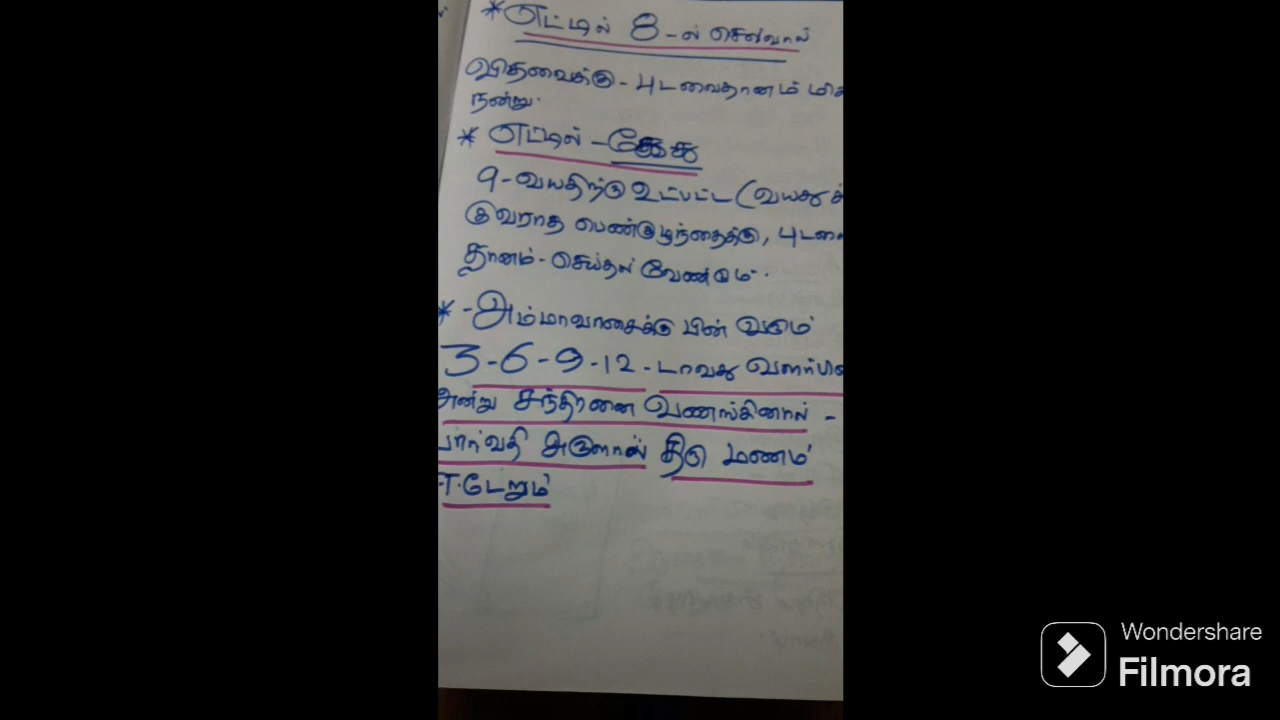 * எட்டில் 8-ல் செவ்வாய்
விதவைக்கு - புடவைதானம் மிக
நன்று.
* எட்டில் - கேது
9 - வயதிற்கு உட்பட்ட (வயதுக்
குவராத பெண்குழந்தைக்கு, புடவை
தானம் - செய்தல் வேண்டும்.
* - அம்மாவாசைக்கு பின் வரும்
3-6-9-12 - டாவது வளர்பிறை
அன்று சந்திரனை வணங்கினால் -
பார்வதி அருளால் திருமணம்
ஈடேறும்
Wondershare
Filmora